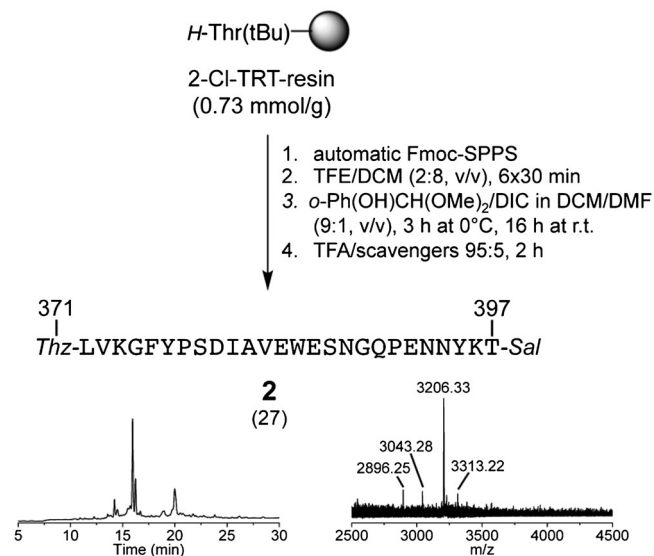 H-Thr(tBu)
2-Cl-TRT-resin
(0.73 mmol/g)
1. automatic Fmoc-SPPS
2. TFE/DCM (2:8, v/v), 6x30 min
3. o-Ph(OH)CH(OMe)₂/DIC in DCM/DMF
(9:1, v/v), 3 h at 0°C, 16 h at r.t.
4. TFA/scavengers 95:5, 2 h
371 397
Thz-LVKGFYPSDIAVEWESNGQPENNYKT-Sal
2
(27)
3206.33
3043.28
2896.25 3313.22
5 10 15 20 25 30
Time (min)
2500 3000 3500 4000 4500
m/z